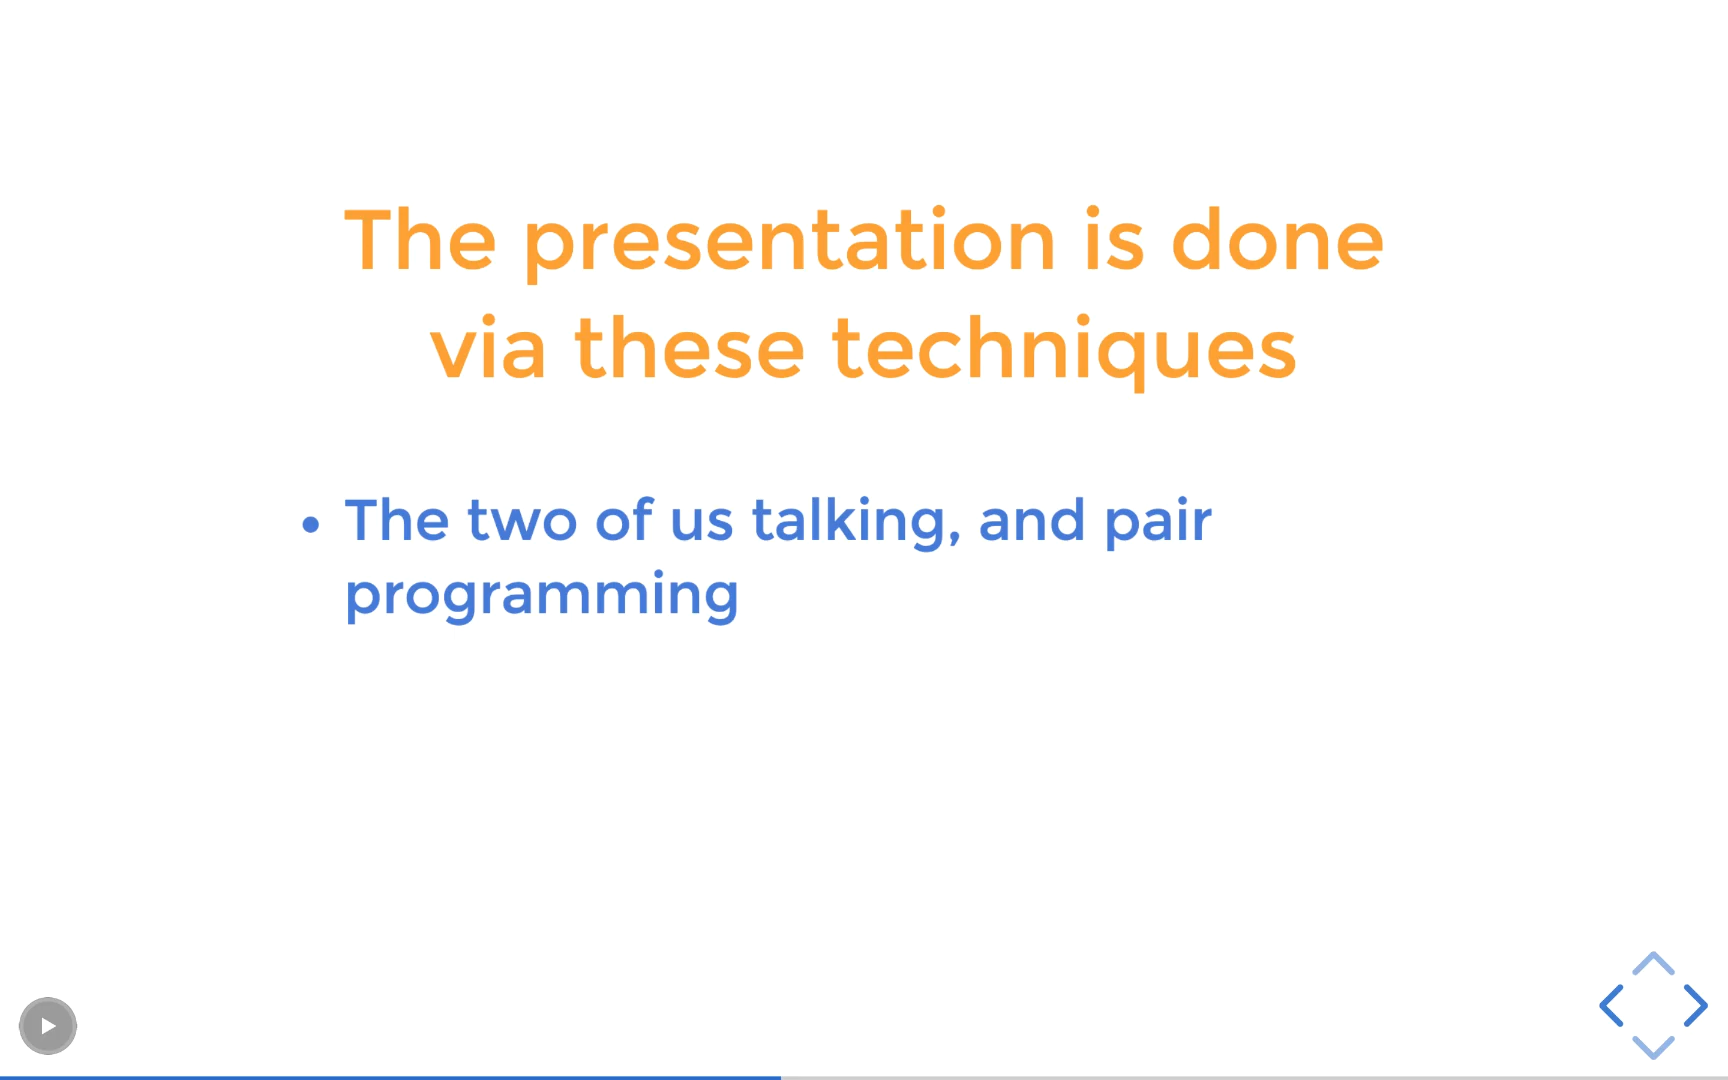 The presentation is done
via these techniques
• The two of us talking, and pair
programming